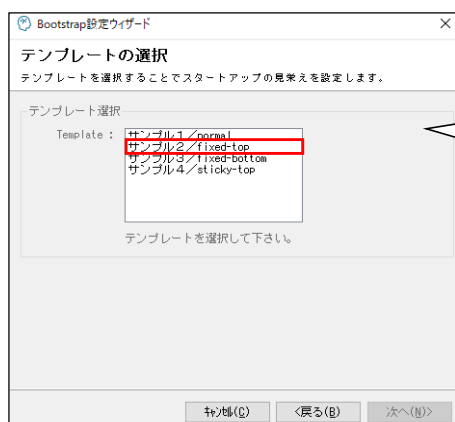 Bootstrap設定ウィザード
テンプレートの選択
テンプレートを選択することでスタートアップの見栄えを設定します。
テンプレート選択
Template :
サンプル1/normal
サンプル2/fixed-top
サンプル3/fixed-bottom
サンプル4/sticky-top
テンプレートを選択して下さい。
キャンセル(C) <戻る(B) 次へ(N)>